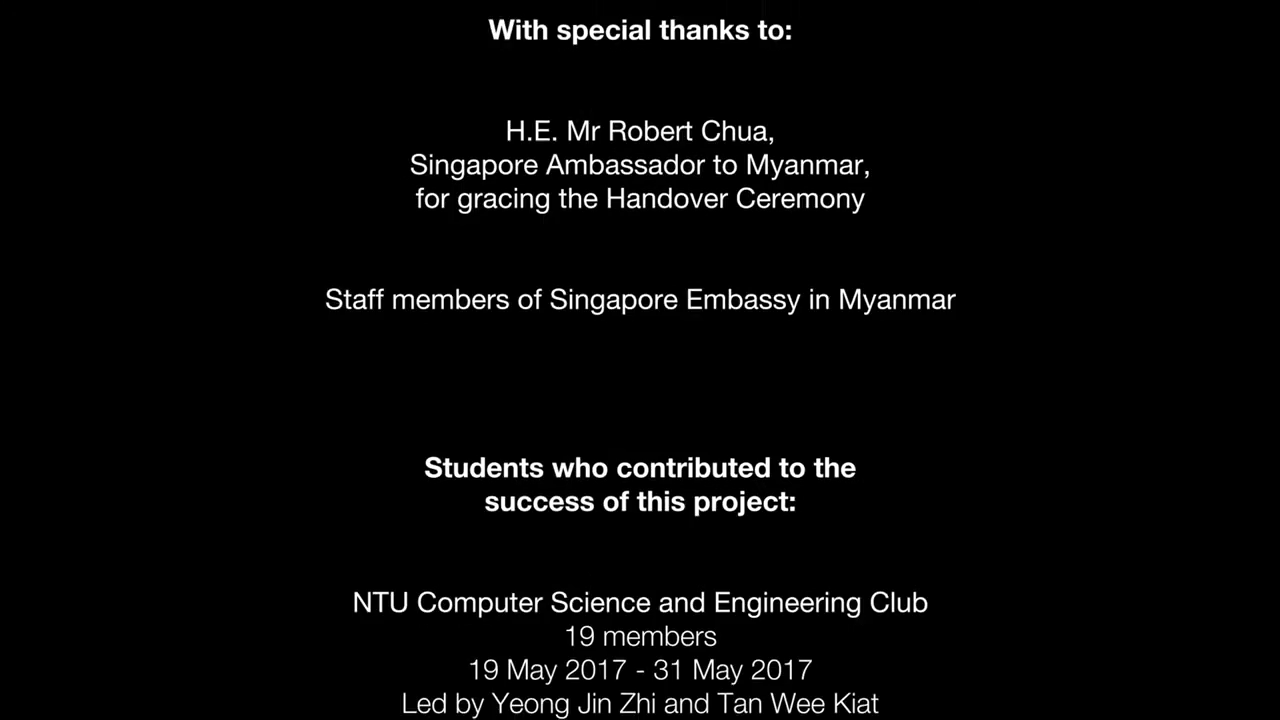 With special thanks to:
H.E. Mr Robert Chua,
Singapore Ambassador to Myanmar,
for gracing the Handover Ceremony
Staff members of Singapore Embassy in Myanmar
Students who contributed to the
success of this project:
NTU Computer Science and Engineering Club
19 members
19 May 2017 - 31 May 2017
Led by Yeong Jin Zhi and Tan Wee Kiat